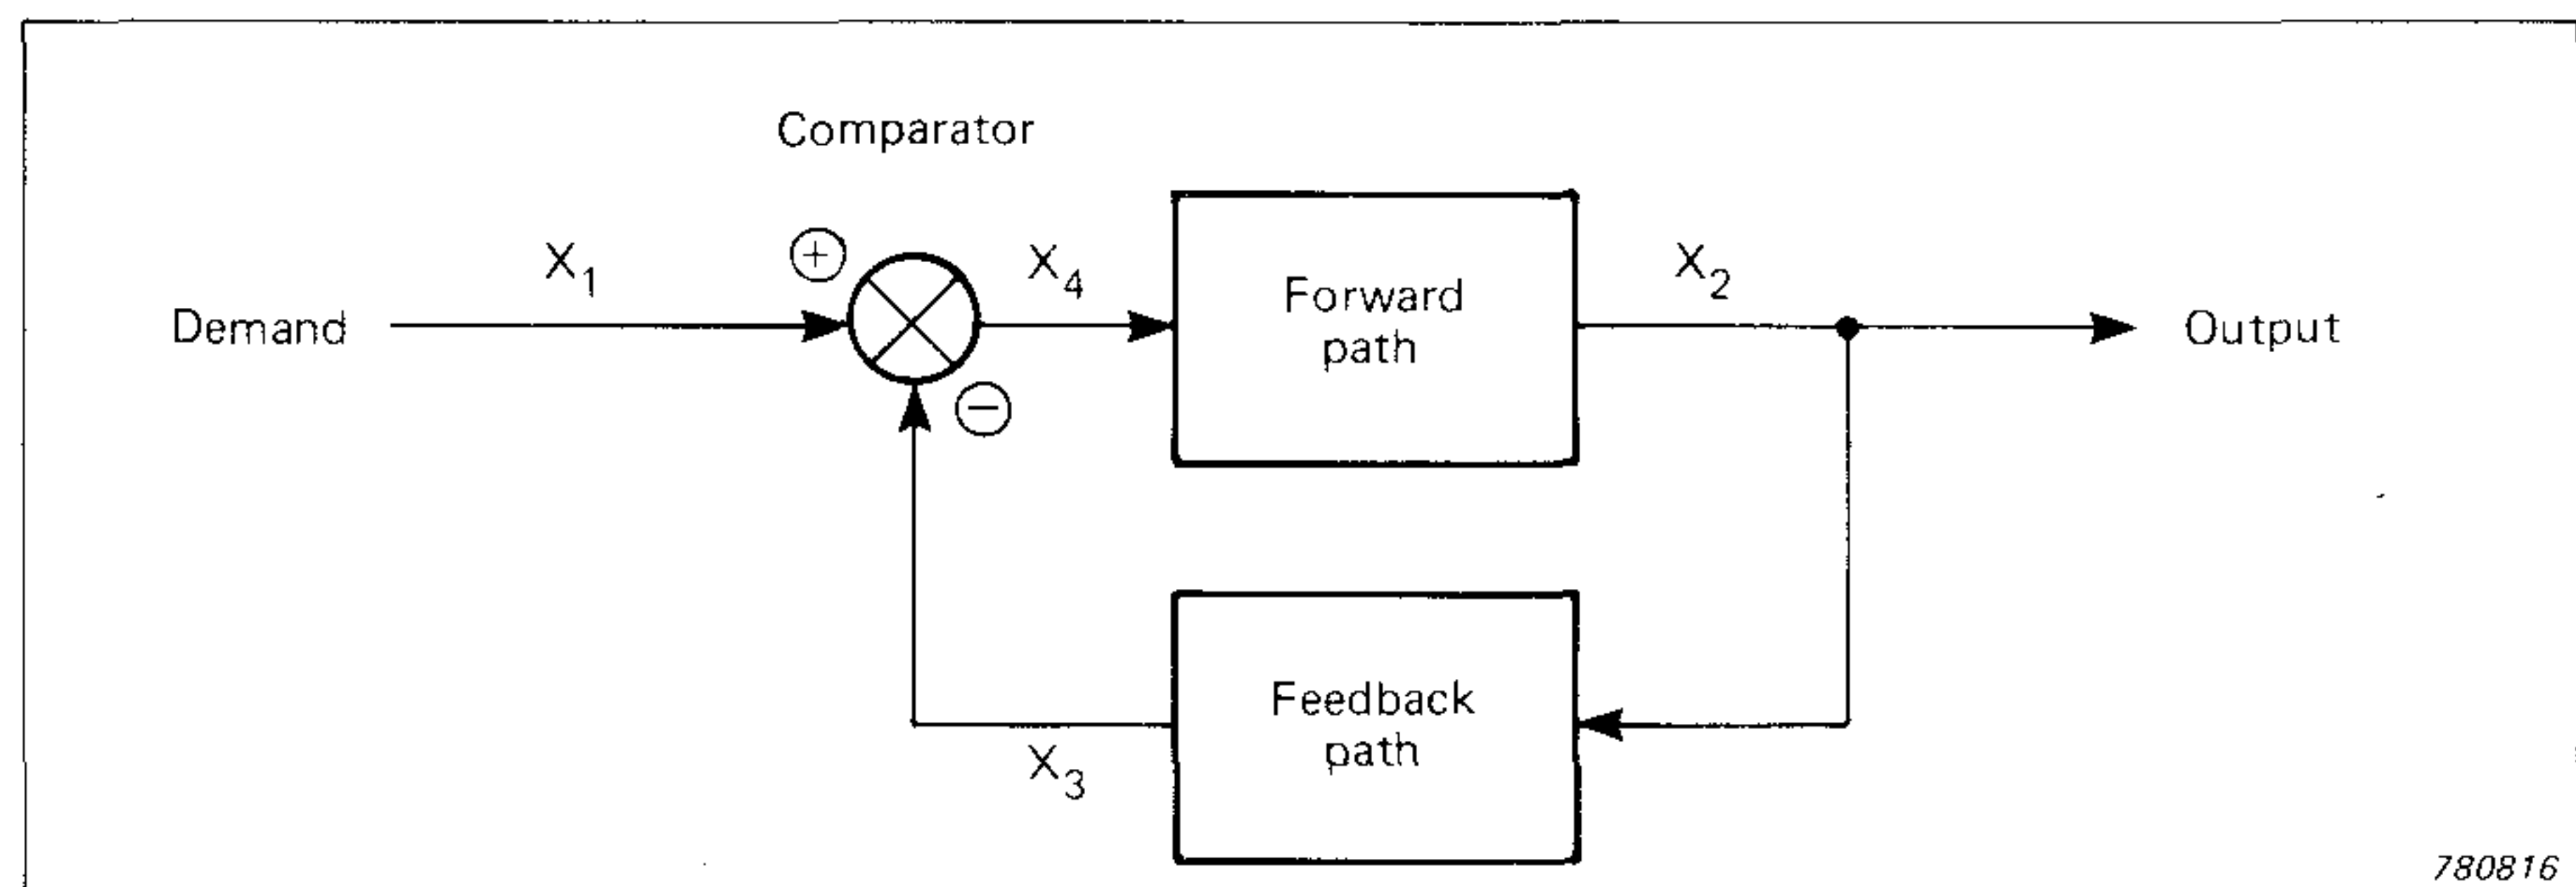 Comparator
X₁
+
X₄
X₂
Demand
Forward
path
Output
−
Feedback
path
X₃
780816